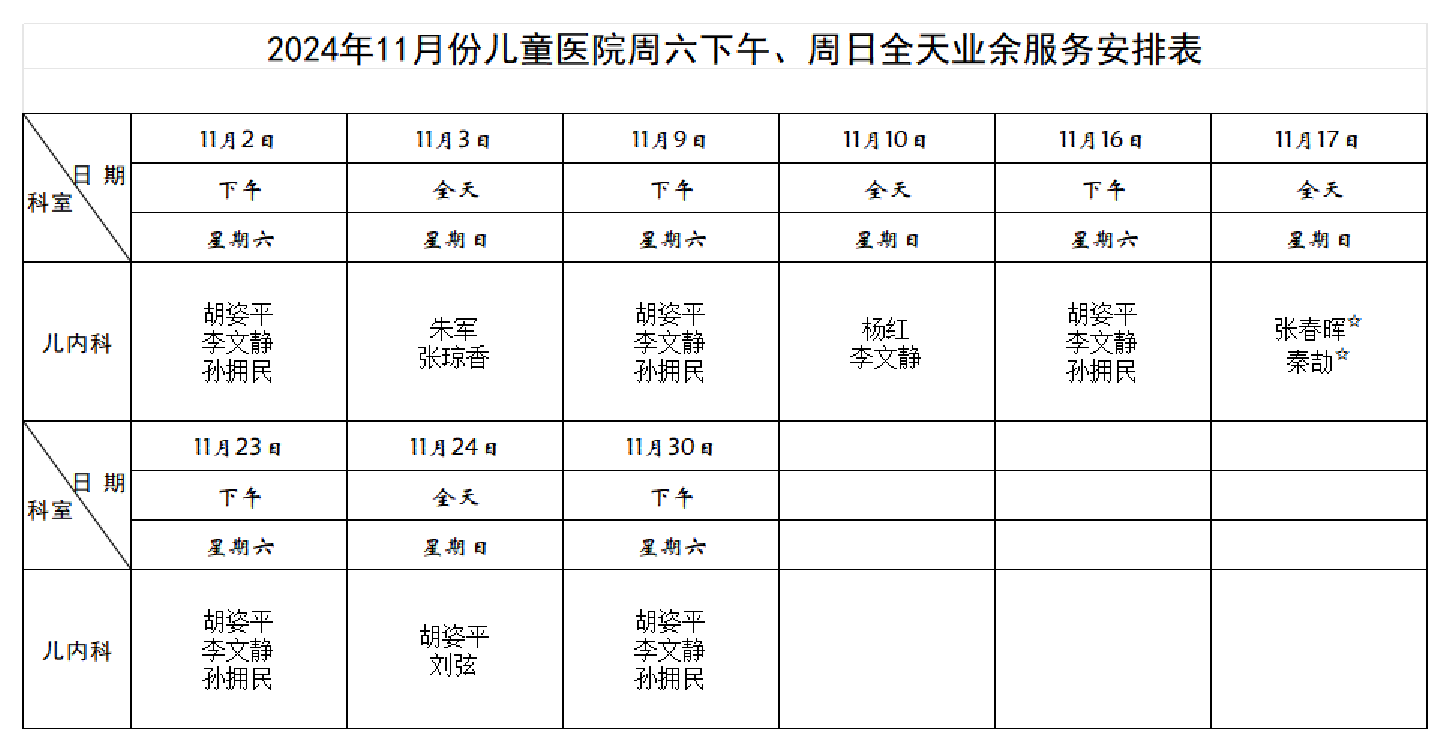 2024年11月份儿童医院周六下午、周日全天业余服务安排表
日 期
科室
11月2日
11月3日
11月9日
11月10日
11月16日
11月17日
下午
全天
下午
全天
下午
全天
星期六
星期日
星期六
星期日
星期六
星期日
儿内科
胡姿平
李文静
孙拥民
朱军
张琼香
胡姿平
李文静
孙拥民
杨红
李文静
胡姿平
李文静
孙拥民
张春晖☆
秦劼☆
日 期
科室
11月23日
11月24日
11月30日
下午
全天
下午
星期六
星期日
星期六
儿内科
胡姿平
李文静
孙拥民
胡姿平
刘弦
胡姿平
李文静
孙拥民